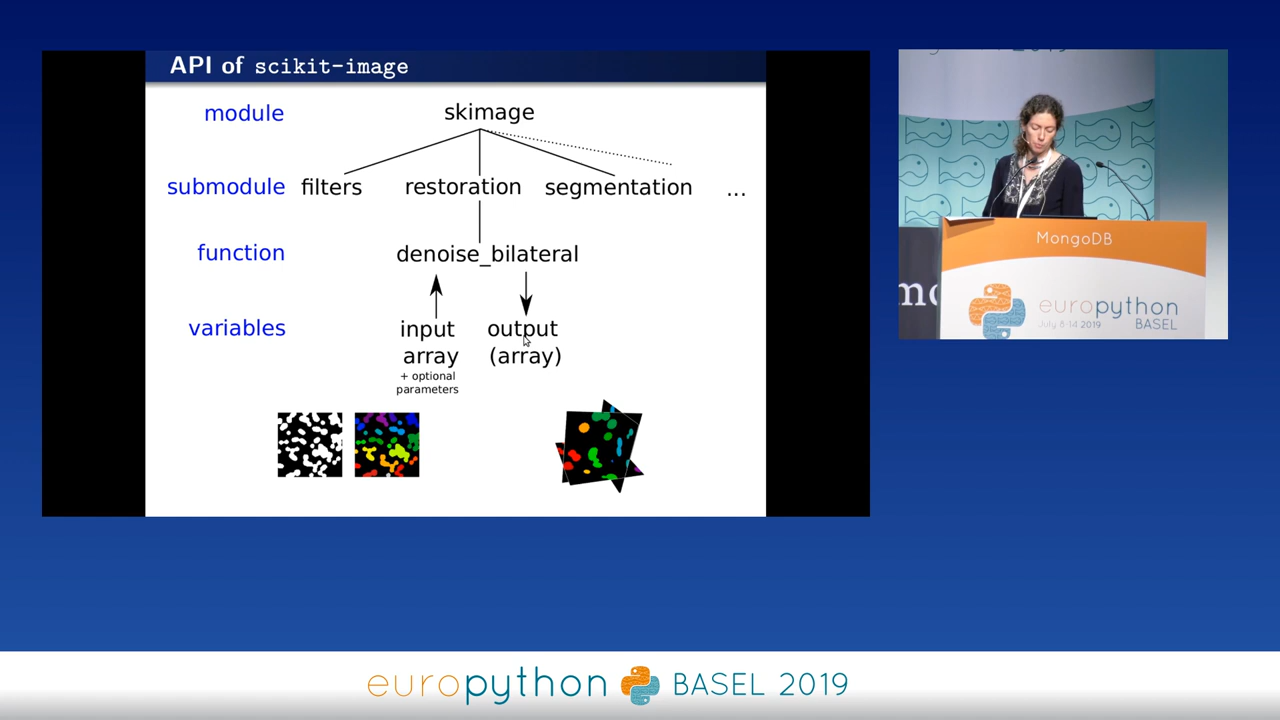 API of scikit-image
module
skimage
submodule
filters
restoration
segmentation
...
function
denoise_bilateral
variables
input
array
+ optional
parameters
output
(array)
2019
MongoDB
europython
July 8-14 2019
BASEL
europython BASEL 2019